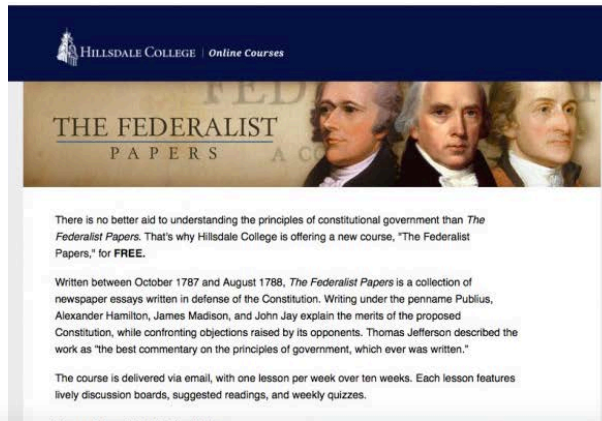 HILLSDALE COLLEGE | Online Courses
THE FEDERALIST
PAPERS
There is no better aid to understanding the principles of constitutional government than The
Federalist Papers. That's why Hillsdale College is offering a new course, "The Federalist
Papers," for FREE.
Written between October 1787 and August 1788, The Federalist Papers is a collection of
newspaper essays written in defense of the Constitution. Writing under the penname Publius,
Alexander Hamilton, James Madison, and John Jay explain the merits of the proposed
Constitution, while confronting objections raised by its opponents. Thomas Jefferson described the
work as "the best commentary on the principles of government, which ever was written."
The course is delivered via email, with one lesson per week over ten weeks. Each lesson features
lively discussion boards, suggested readings, and weekly quizzes.